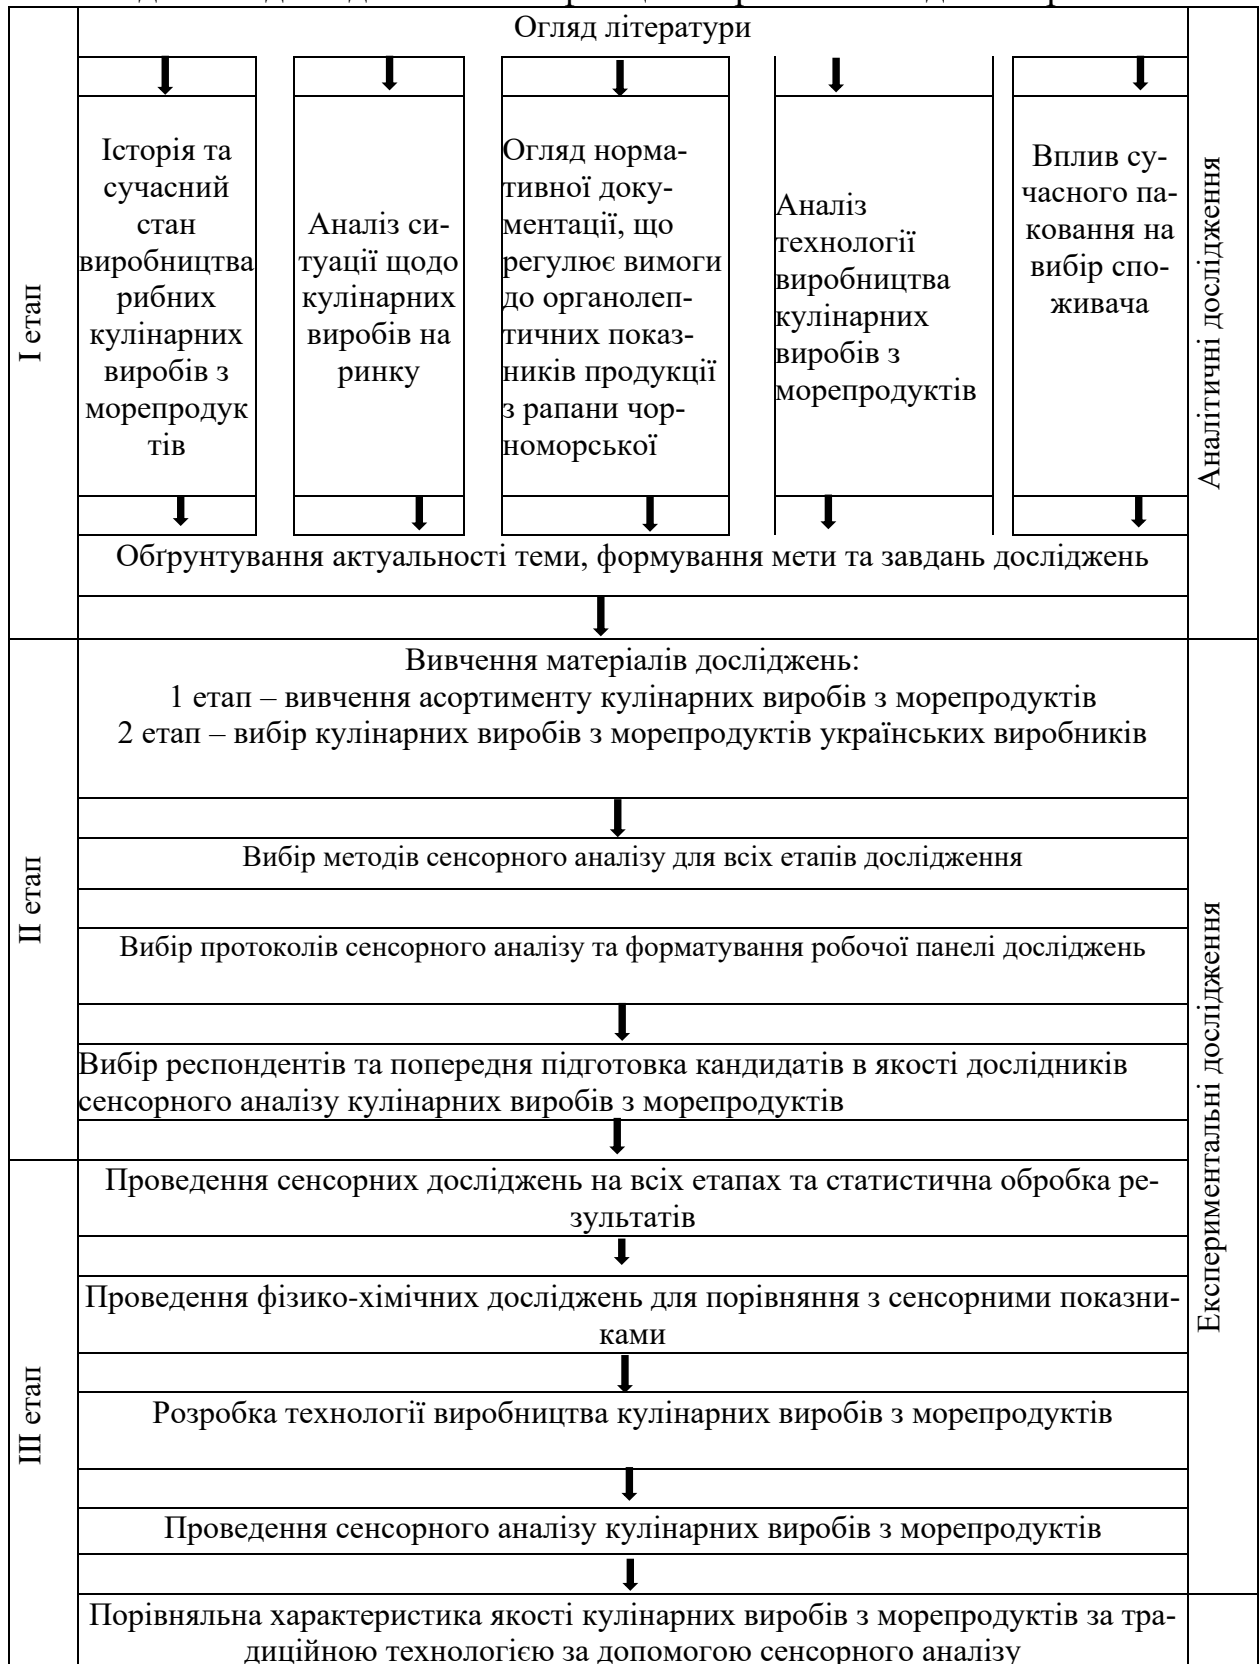 Огляд літератури
I етап
Історія та
сучасний
стан
виробництва
рибних
кулінарних
виробів з
морепродук
тів
Аналіз си-
туації щодо
кулінарних
виробів на
ринку
Огляд норма-
тивної доку-
ментації, що
регулює вимоги
до органолеп-
тичних показ-
ників продукції
з рапани чор-
номорської
Аналіз
технології
виробництва
кулінарних
виробів з
морепродуктів
Вплив су-
часного па-
ковання на
вибір спо-
живача
Аналітичні дослідження
Обґрунтування актуальності теми, формування мети та завдань досліджень
II етап
Вивчення матеріалів досліджень:
1 етап – вивчення асортименту кулінарних виробів з морепродуктів
2 етап – вибір кулінарних виробів з морепродуктів українських виробників
Вибір методів сенсорного аналізу для всіх етапів дослідження
Вибір протоколів сенсорного аналізу та форматування робочої панелі досліджень
Вибір респондентів та попередня підготовка кандидатів в якості дослідників
сенсорного аналізу кулінарних виробів з морепродуктів
Експериментальні дослідження
III етап
Проведення сенсорних досліджень на всіх етапах та статистична обробка ре-
зультатів
Проведення фізико-хімічних досліджень для порівняння з сенсорними показни-
ками
Розробка технології виробництва кулінарних виробів з морепродуктів
Проведення сенсорного аналізу кулінарних виробів з морепродуктів
Порівняльна характеристика якості кулінарних виробів з морепродуктів за тра-
диційною технологією за допомогою сенсорного аналізу